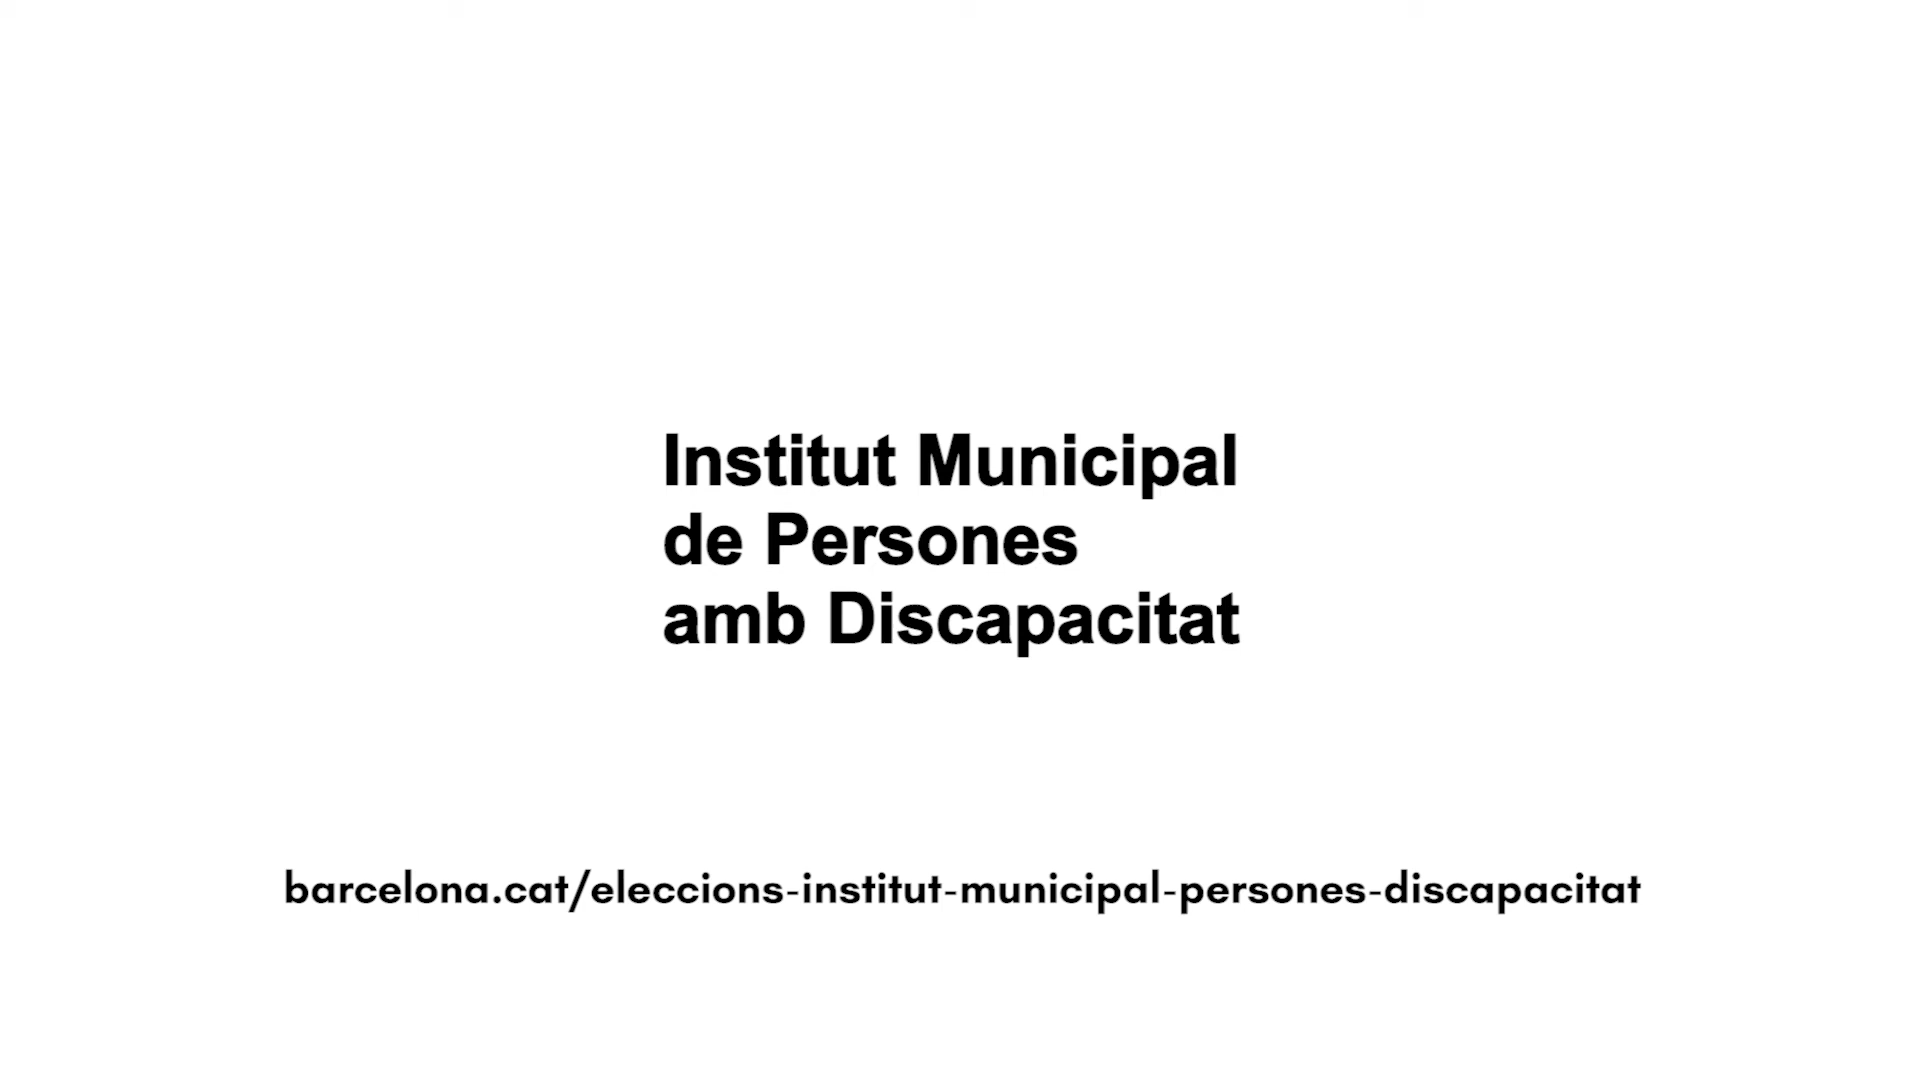 Institut Municipal
de Persones
amb Discapacitat
barcelona.cat/eleccions-institut-municipal-persones-discapacitat